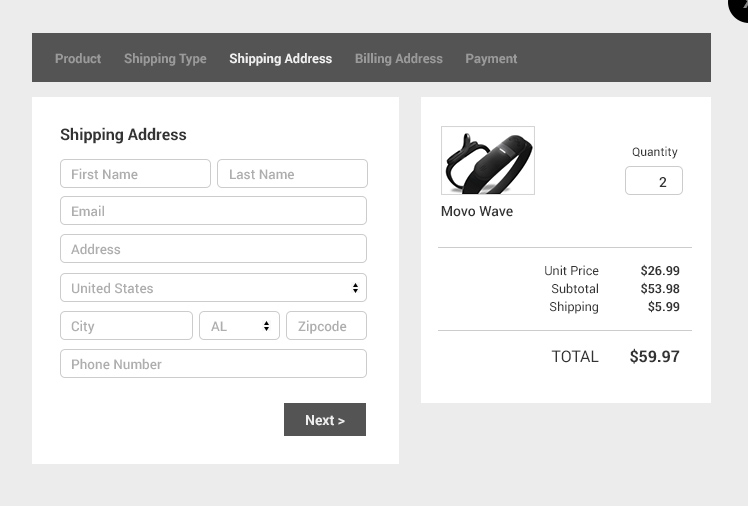 Product Shipping Type Shipping Address Billing Address Payment
Shipping Address
First Name Last Name
Email
Address
United States
City AL Zipcode
Phone Number
Next >
Quantity
2
Movo Wave
Unit Price $26.99
Subtotal $53.98
Shipping $5.99
TOTAL $59.97